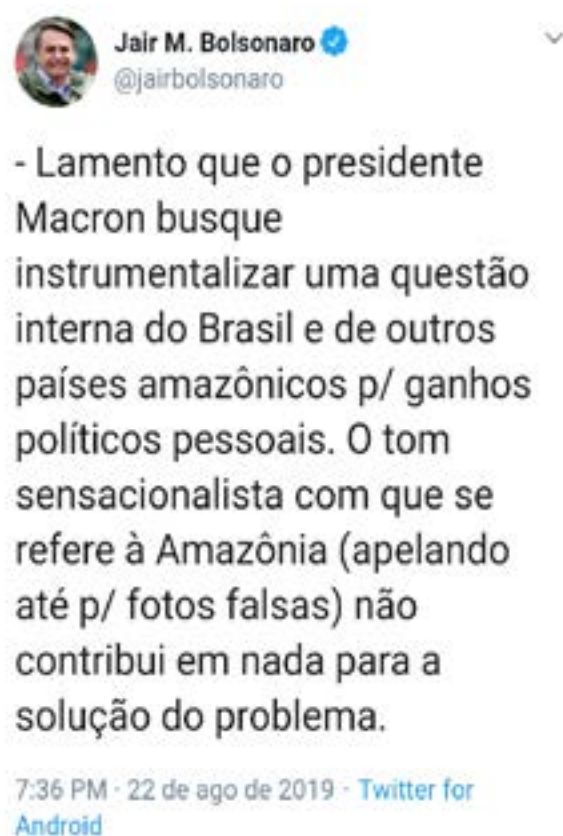 Jair M. Bolsonaro
@jairbolsonaro
- Lamento que o presidente
Macron busque
instrumentalizar uma questão
interna do Brasil e de outros
países amazônicos p/ ganhos
políticos pessoais. O tom
sensacionalista com que se
refere à Amazônia (apelando
até p/ fotos falsas) não
contribui em nada para a
solução do problema.
7:36 PM · 22 de ago de 2019 · Twitter for
Android